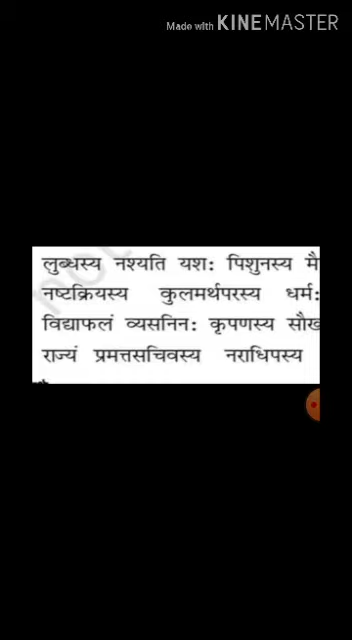 Made with KINEMASTER
लुब्धस्य नश्यति यशः पिशुनस्य मै
नष्टक्रियस्य कुलमर्थपरस्य धर्मः
विद्याफलं व्यसनिनः कृपणस्य सौख
राज्यं प्रमत्तसचिवस्य नराधिपस्य